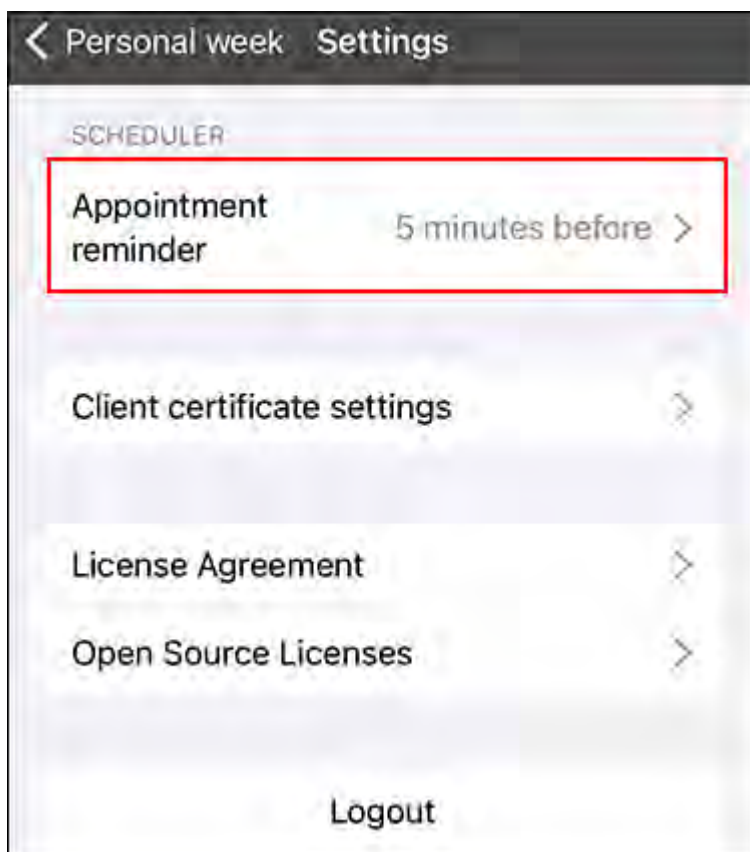 Personal week Settings
SCHEDULER
Appointment
reminder
5 minutes before
Client certificate settings
License Agreement
Open Source Licenses
Logout